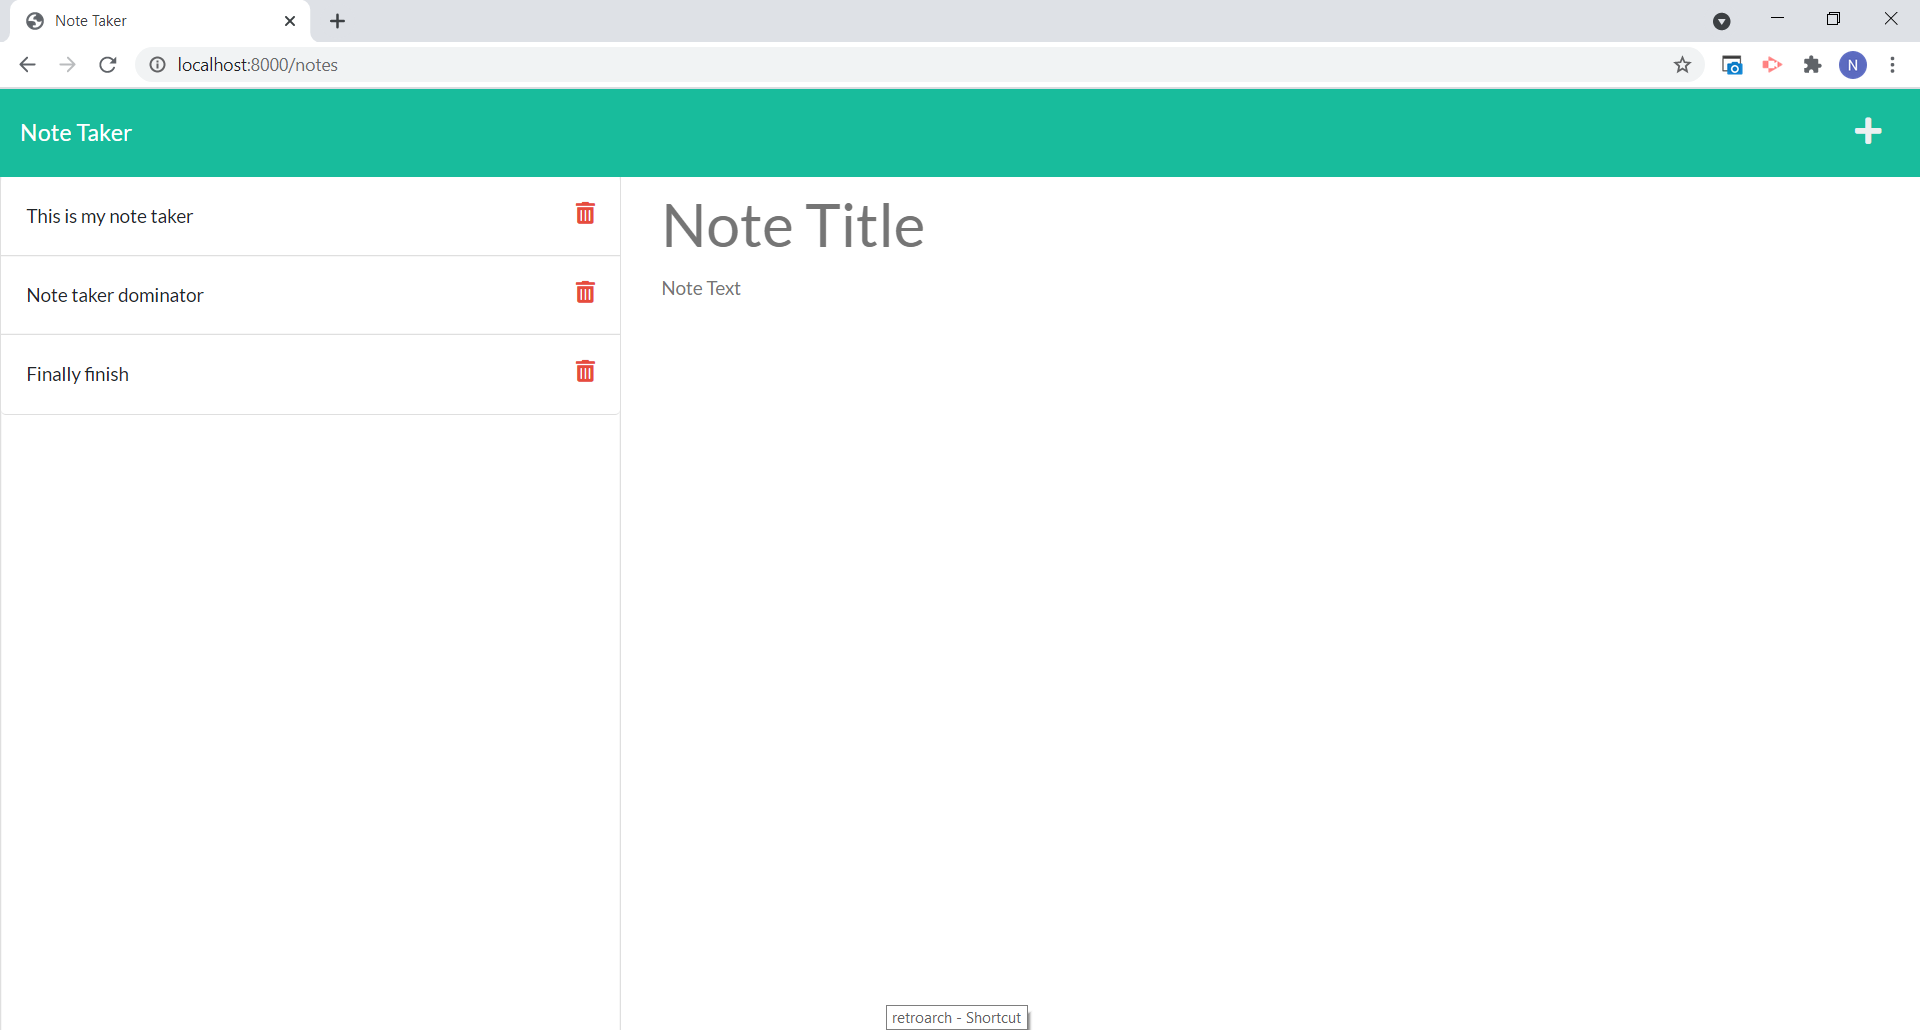 Note Taker
localhost:8000/notes
N
Note Taker
This is my note taker
Note taker dominator
Finally finish
Note Title
Note Text
retroarch - Shortcut